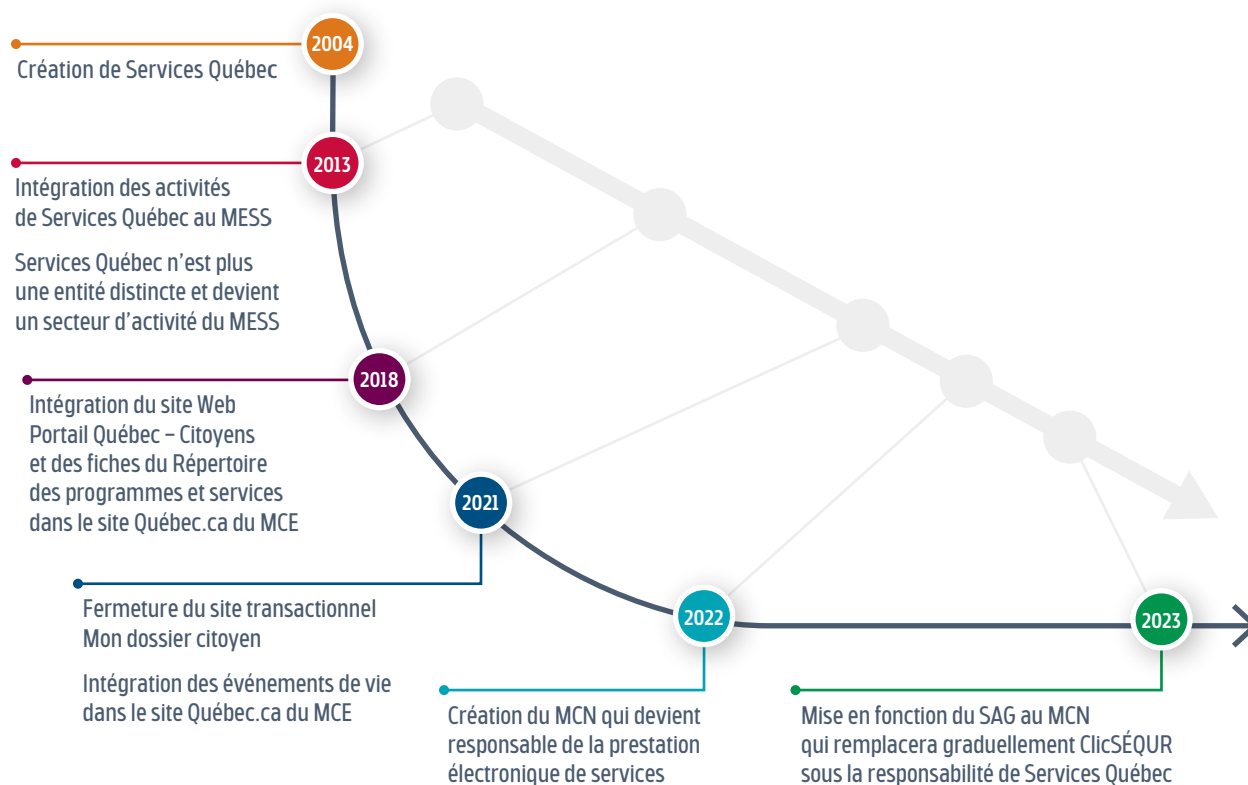 2004
Création de Services Québec
2013
Intégration des activités
de Services Québec au MESS
Services Québec n’est plus
une entité distincte et devient
un secteur d’activité du MESS
2018
Intégration du site Web
Portail Québec – Citoyens
et des fiches du Répertoire
des programmes et services
dans le site Québec.ca du MCE
2021
Fermeture du site transactionnel
Mon dossier citoyen
Intégration des événements de vie
dans le site Québec.ca du MCE
2022
Création du MCN qui devient
responsable de la prestation
électronique de services
2023
Mise en fonction du SAG au MCN
qui remplacera graduellement ClicSÉQUR
sous la responsabilité de Services Québec